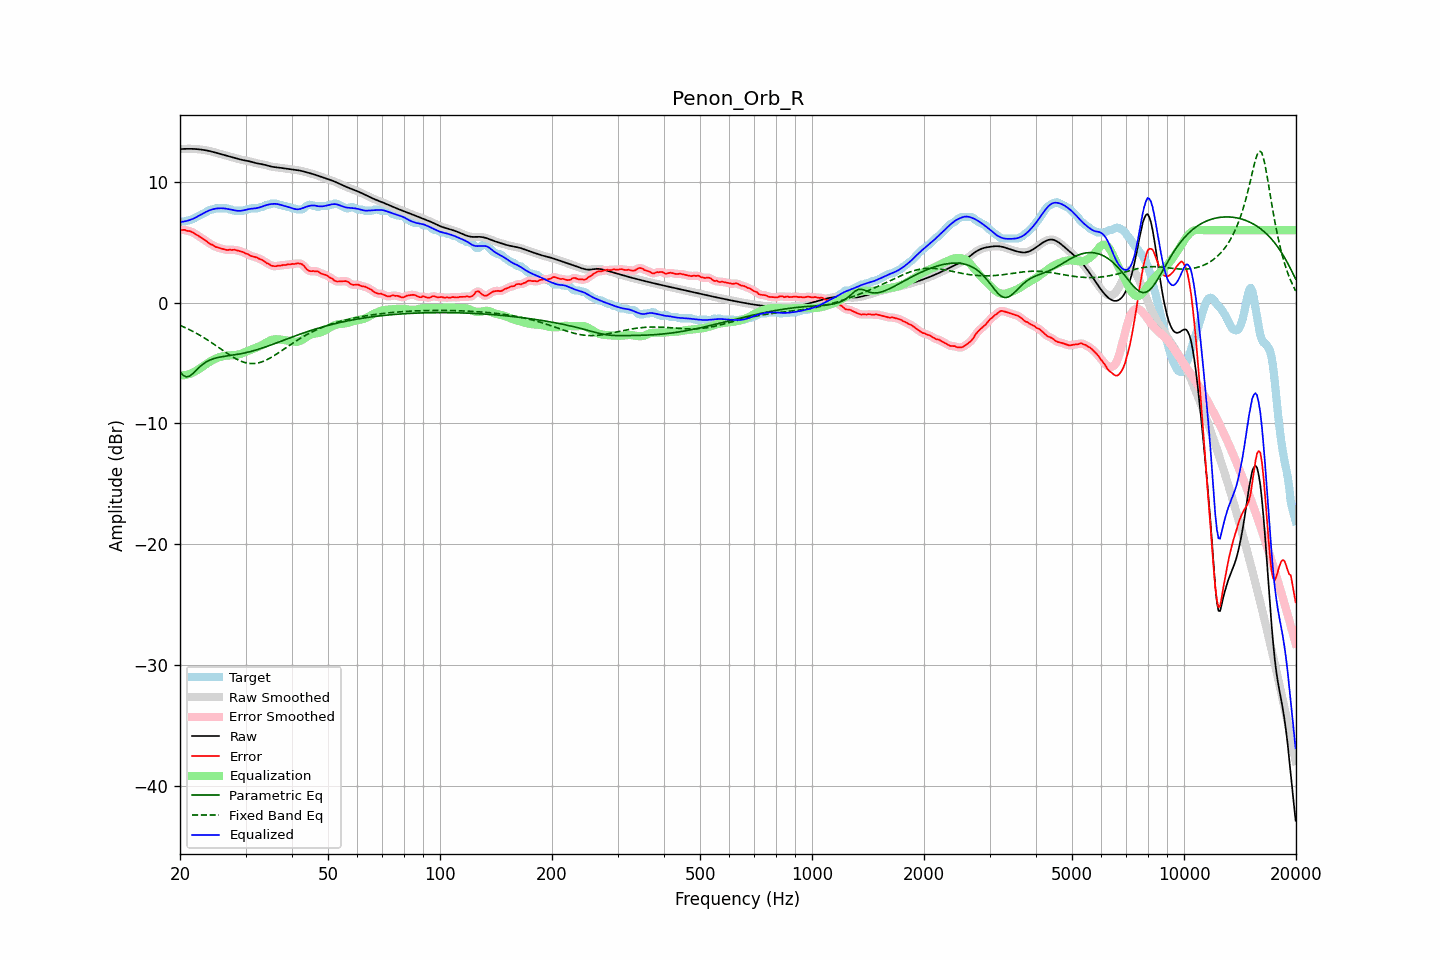 Penon_Orb_R
Amplitude (dBr)
10
0
−10
−20
−30
−40
Target
Raw Smoothed
Error Smoothed
Raw
Error
Equalization
Parametric Eq
Fixed Band Eq
Equalized
20 50 100 200 500 1000 2000 5000 10000 20000
Frequency (Hz)